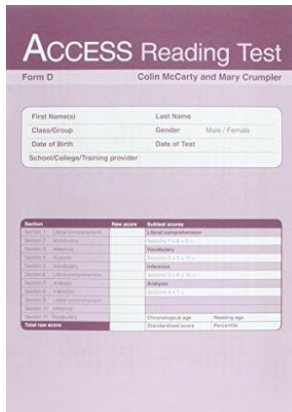 ACCESS Reading Test
Form D Colin McCarty and Mary Crumpler
First Name(s) Last Name
Class/Group Gender Male / Female
Date of Birth Date of Test
School/College/Training provider
Section Raw score Subtest scores
Section 1 Literal comprehension Literal comprehension
Section 2 Vocabulary
Section 3 Inference Vocabulary
Section 4 Analysis
Section 5 Vocabulary Inference
Section 6 Literal comprehension
Section 7 Analysis Analysis
Section 8 Inference
Section 9 Literal comprehension
Section 10 Inference Chronological age Reading age
Section 11 Vocabulary
Total raw score Standardised score Percentile